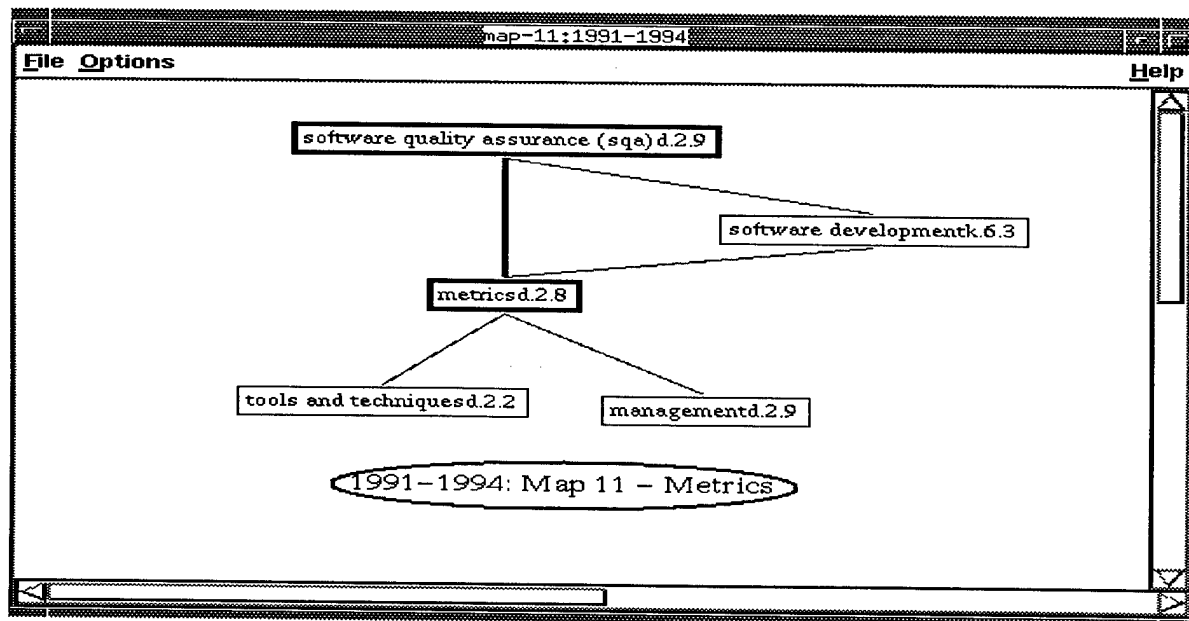 map-11:1991-1994
File Options
Help
software quality assurance (sqa)d.2.9
software developmentk.6.3
metricsd.2.8
tools and techniquesd.2.2
managementd.2.9
1991-1994: Map 11 - Metrics